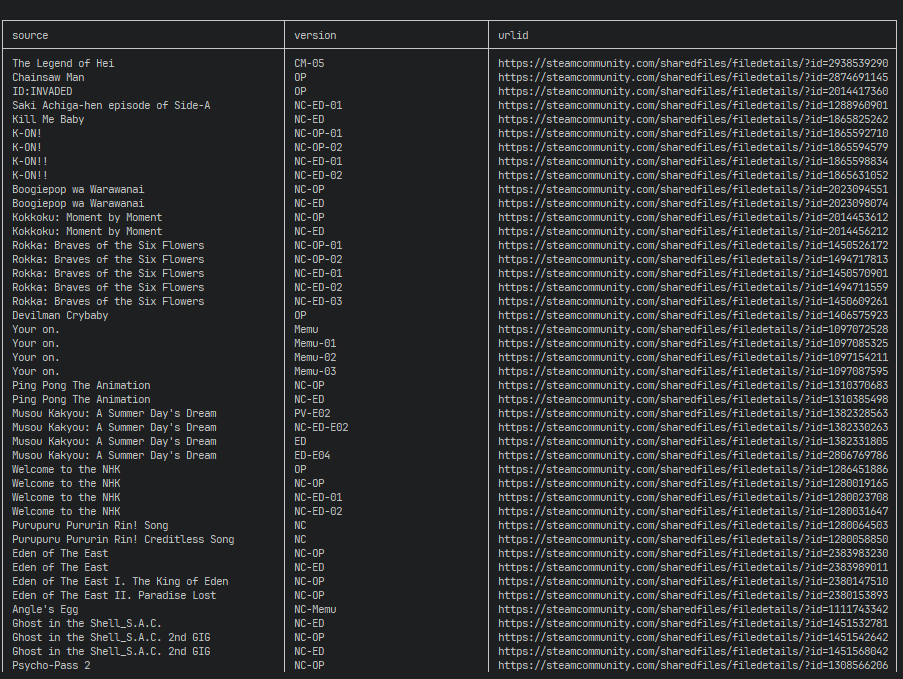 source version urlid
The Legend of Hei CM-05 https://steamcommunity.com/sharedfiles/filedetails/?id=2938539290
Chainsaw Man OP https://steamcommunity.com/sharedfiles/filedetails/?id=2874691145
ID:INVADED OP https://steamcommunity.com/sharedfiles/filedetails/?id=2014417360
Saki Achiga-hen episode of Side-A NC-ED-01 https://steamcommunity.com/sharedfiles/filedetails/?id=1288960901
Kill Me Baby NC-ED https://steamcommunity.com/sharedfiles/filedetails/?id=1865825262
K-ON! NC-OP-01 https://steamcommunity.com/sharedfiles/filedetails/?id=1865592710
K-ON! NC-OP-02 https://steamcommunity.com/sharedfiles/filedetails/?id=1865594579
K-ON!! NC-ED-01 https://steamcommunity.com/sharedfiles/filedetails/?id=1865598834
K-ON!! NC-ED-02 https://steamcommunity.com/sharedfiles/filedetails/?id=1865631052
Boogiepop wa Warawanai NC-OP https://steamcommunity.com/sharedfiles/filedetails/?id=2023094551
Boogiepop wa Warawanai NC-ED https://steamcommunity.com/sharedfiles/filedetails/?id=2023098074
Kokkoku: Moment by Moment NC-OP https://steamcommunity.com/sharedfiles/filedetails/?id=2014453612
Kokkoku: Moment by Moment NC-ED https://steamcommunity.com/sharedfiles/filedetails/?id=2014456212
Rokka: Braves of the Six Flowers NC-OP-01 https://steamcommunity.com/sharedfiles/filedetails/?id=1450526172
Rokka: Braves of the Six Flowers NC-OP-02 https://steamcommunity.com/sharedfiles/filedetails/?id=1494717813
Rokka: Braves of the Six Flowers NC-ED-01 https://steamcommunity.com/sharedfiles/filedetails/?id=1450570901
Rokka: Braves of the Six Flowers NC-ED-02 https://steamcommunity.com/sharedfiles/filedetails/?id=1494711559
Rokka: Braves of the Six Flowers NC-ED-03 https://steamcommunity.com/sharedfiles/filedetails/?id=1450609261
Devilman Crybaby OP https://steamcommunity.com/sharedfiles/filedetails/?id=1406575923
Your on. Memu https://steamcommunity.com/sharedfiles/filedetails/?id=1097072528
Your on. Memu-01 https://steamcommunity.com/sharedfiles/filedetails/?id=1097085325
Your on. Memu-02 https://steamcommunity.com/sharedfiles/filedetails/?id=1097154211
Your on. Memu-03 https://steamcommunity.com/sharedfiles/filedetails/?id=1097087595
Ping Pong The Animation NC-OP https://steamcommunity.com/sharedfiles/filedetails/?id=1310370683
Ping Pong The Animation NC-ED https://steamcommunity.com/sharedfiles/filedetails/?id=1310385498
Musou Kakyou: A Summer Day's Dream PV-E02 https://steamcommunity.com/sharedfiles/filedetails/?id=1382328563
Musou Kakyou: A Summer Day's Dream NC-ED-E02 https://steamcommunity.com/sharedfiles/filedetails/?id=1382330263
Musou Kakyou: A Summer Day's Dream ED https://steamcommunity.com/sharedfiles/filedetails/?id=1382331805
Musou Kakyou: A Summer Day's Dream ED-E04 https://steamcommunity.com/sharedfiles/filedetails/?id=2806769786
Welcome to the NHK OP https://steamcommunity.com/sharedfiles/filedetails/?id=1286451886
Welcome to the NHK NC-OP https://steamcommunity.com/sharedfiles/filedetails/?id=1280019165
Welcome to the NHK NC-ED-01 https://steamcommunity.com/sharedfiles/filedetails/?id=1280023708
Welcome to the NHK NC-ED-02 https://steamcommunity.com/sharedfiles/filedetails/?id=1280031647
Purupuru Pururin Rin! Song NC https://steamcommunity.com/sharedfiles/filedetails/?id=1280064503
Purupuru Pururin Rin! Creditless Song NC https://steamcommunity.com/sharedfiles/filedetails/?id=1280058850
Eden of The East NC-OP https://steamcommunity.com/sharedfiles/filedetails/?id=2383983230
Eden of The East NC-ED https://steamcommunity.com/sharedfiles/filedetails/?id=2383989011
Eden of The East I. The King of Eden NC-OP https://steamcommunity.com/sharedfiles/filedetails/?id=2380147510
Eden of The East II. Paradise Lost NC-OP https://steamcommunity.com/sharedfiles/filedetails/?id=2380153893
Angle's Egg NC-Memu https://steamcommunity.com/sharedfiles/filedetails/?id=1111743342
Ghost in the Shell_S.A.C. NC-ED https://steamcommunity.com/sharedfiles/filedetails/?id=1451532781
Ghost in the Shell_S.A.C. 2nd GIG NC-OP https://steamcommunity.com/sharedfiles/filedetails/?id=1451542642
Ghost in the Shell_S.A.C. 2nd GIG NC-ED https://steamcommunity.com/sharedfiles/filedetails/?id=1451568042
Psycho-Pass 2 NC-OP https://steamcommunity.com/sharedfiles/filedetails/?id=1308566206